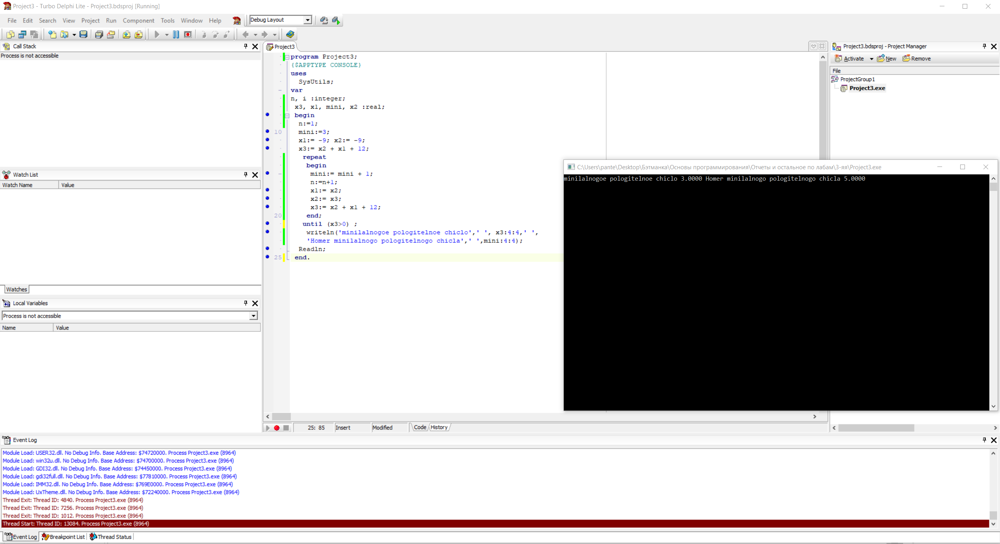 Project3 - Turbo Delphi Lite - Project3.bdsproj [Running]
File Edit Search View Project Run Component Tools Window Help
Debug Layout
Call Stack
Process is not accessible
Watch List
Watch Name Value
Watches
Local Variables
Process is not accessible
Name Value
Project3
program Project3;
{$APPTYPE CONSOLE}
uses
SysUtils;
var
n, i :integer;
x3, x1, mini, x2 :real;
begin
n:=1;
10 mini:=3;
x1:= -9; x2:= -9;
x3:= x2 + x1 + 12;
repeat
begin
mini:= mini + 1;
n:=n+1;
x1:= x2;
x2:= x3;
x3:= x2 + x1 + 12;
20 end;
until (x3>0) ;
writeln('minilalnogoe pologitelnoe chiclo',' ', x3:4:4,' ',
'Homer minilalnogo pologitelnogo chicla',' ',mini:4:4);
Readln;
25 end.
25: 85 Insert Modified Code History
Project3.bdsproj - Project Manager
Activate New Remove
File
ProjectGroup1
Project3.exe
C:\Users\pante\Desktop\Бэтманка\Основы программирования\Отчеты и остальное по лабам\3-яя\Project3.exe
minilalnogoe pologitelnoe chiclo 3.0000 Homer minilalnogo pologitelnogo chicla 5.0000
Event Log
Module Load: USER32.dll. No Debug Info. Base Address: $74720000. Process Project3.exe (8964)
Module Load: win32u.dll. No Debug Info. Base Address: $74700000. Process Project3.exe (8964)
Module Load: GDI32.dll. No Debug Info. Base Address: $74450000. Process Project3.exe (8964)
Module Load: gdi32full.dll. No Debug Info. Base Address: $77810000. Process Project3.exe (8964)
Module Load: IMM32.dll. No Debug Info. Base Address: $769E0000. Process Project3.exe (8964)
Module Load: UxTheme.dll. No Debug Info. Base Address: $72240000. Process Project3.exe (8964)
Thread Exit: Thread ID: 4840. Process Project3.exe (8964)
Thread Exit: Thread ID: 7256. Process Project3.exe (8964)
Thread Exit: Thread ID: 1012. Process Project3.exe (8964)
Thread Start: Thread ID: 13084. Process Project3.exe (8964)
Event Log Breakpoint List Thread Status